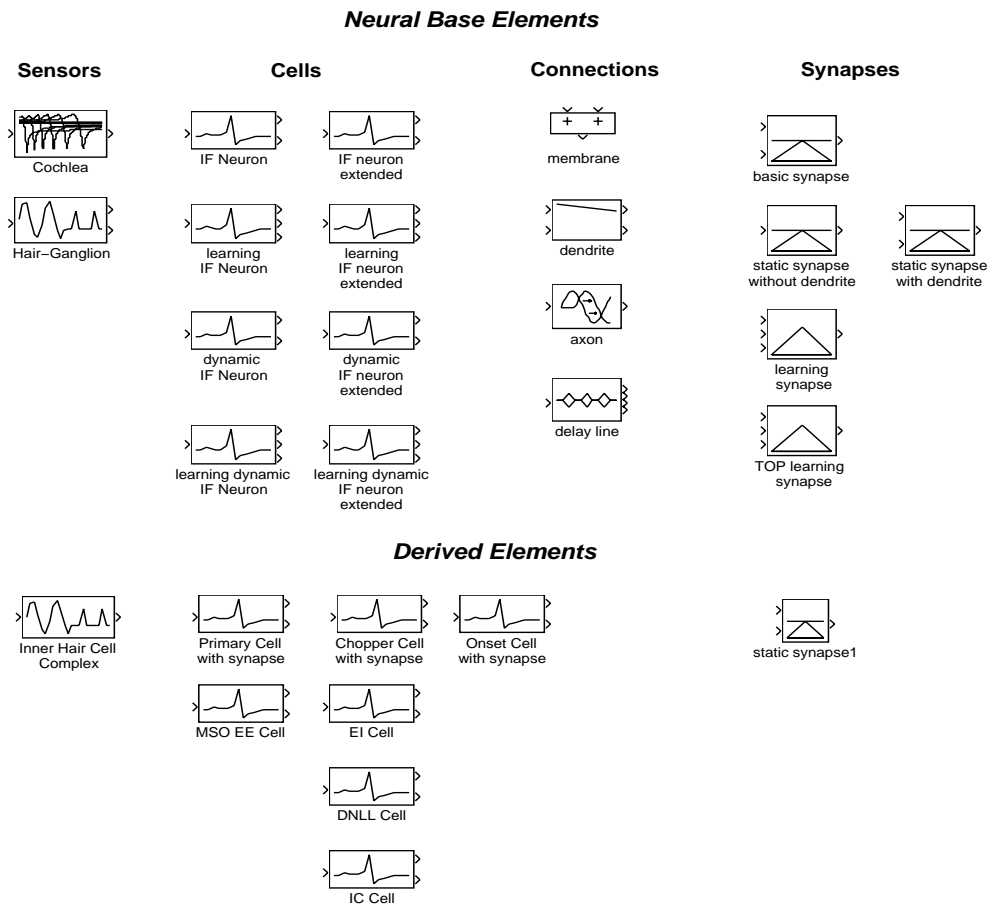 Neural Base Elements
Sensors
Cells
Connections
Synapses
Cochlea
IF Neuron
IF neuron
extended
membrane
+ +
basic synapse
Hair−Ganglion
learning
IF Neuron
learning
IF neuron
extended
dendrite
static synapse
without dendrite
static synapse
with dendrite
dynamic
IF Neuron
dynamic
IF neuron
extended
axon
learning
synapse
learning dynamic
IF Neuron
learning dynamic
IF neuron
extended
delay line
TOP learning
synapse
Derived Elements
Inner Hair Cell
Complex
Primary Cell
with synapse
Chopper Cell
with synapse
Onset Cell
with synapse
static synapse1
MSO EE Cell
EI Cell
DNLL Cell
IC Cell